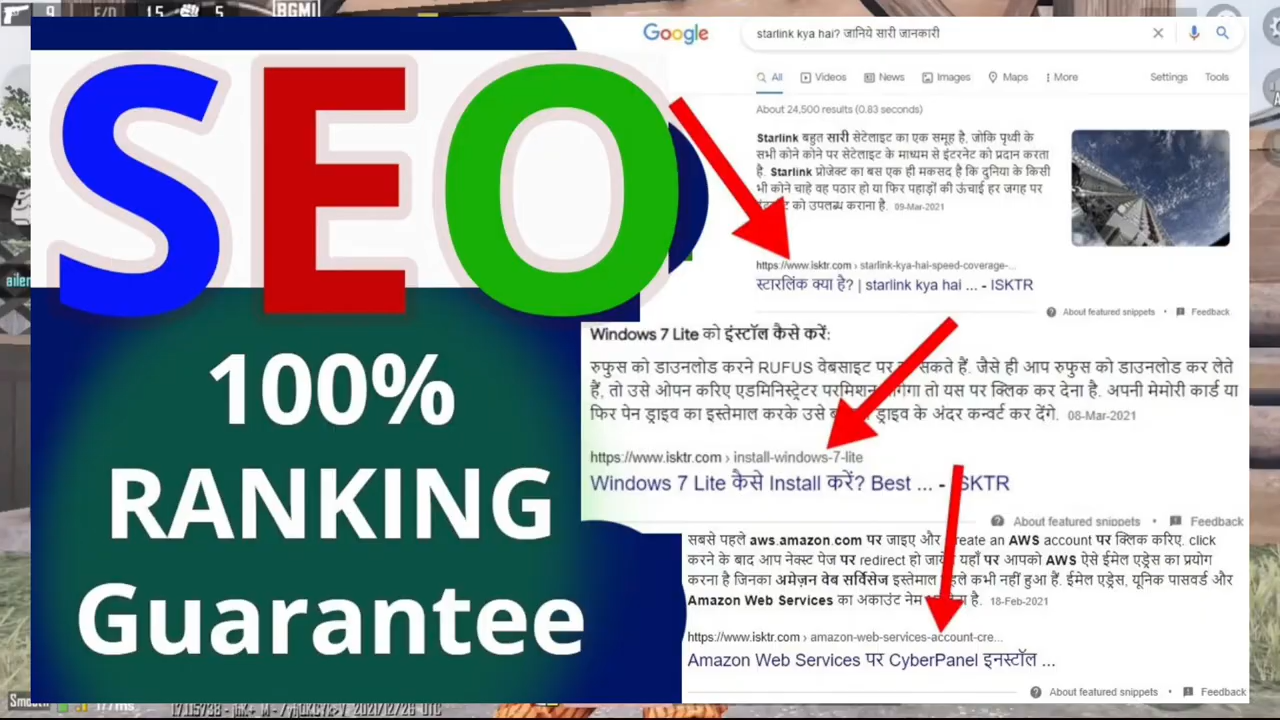 9
F/D
15
5
BGMI
SEO
100%
RANKING
Guarantee
Google
starlink kya hai? जानिये सारी जानकारी
All Videos News Images Maps More Settings Tools
About 24,500 results (0.83 seconds)
Starlink बहुत सारी सेटेलाइट का एक समूह है, जोकि पृथ्वी के
सभी कोने कोने पर सेटेलाइट के माध्यम से इंटरनेट को प्रदान करता
है. Starlink प्रोजेक्ट का बस एक ही मकसद है कि दुनिया के किसी
भी कोने चाहे वह पठार हो या फिर पहाड़ों की ऊंचाई हर जगह पर
को उपलब्ध कराना है. 09-Mar-2021
https://www.isktr.com › starlink-kya-hai-speed-coverage-...
स्टारलिंक क्या है? | starlink kya hai ... - ISKTR
About featured snippets • Feedback
Windows 7 Lite को इंस्टॉल कैसे करें:
रुफुस को डाउनलोड करने RUFUS वेबसाइट पर सकते हैं. जैसे ही आप रुफुस को डाउनलोड कर लेते
हैं, तो उसे ओपन करिए एडमिनिस्ट्रेटर परमिशन तो यस पर क्लिक कर देना है. अपनी मेमोरी कार्ड या
फिर पेन ड्राइव का इस्तेमाल करके उसे ड्राइव के अंदर कन्वर्ट कर देंगे. 08-Mar-2021
https://www.isktr.com › install-windows-7-lite
Windows 7 Lite कैसे Install करें? Best ... - ISKTR
About featured snippets • Feedback
सबसे पहले aws.amazon.com पर जाइए और create an AWS account पर क्लिक करिए. click
करने के बाद आप नेक्स्ट पेज पर redirect हो यहाँ पर आपको AWS ऐसे ईमेल एड्रेस का प्रयोग
करना है जिनका अमेज़न वेब सर्विसेज इस्तेमाल पहले कभी नहीं हुआ हैं. ईमेल एड्रेस, यूनिक पासवर्ड और
Amazon Web Services का अकाउंट नेम है. 18-Feb-2021
https://www.isktr.com › amazon-web-services-account-cre...
Amazon Web Services पर CyberPanel इनस्टॉल ...
About featured snippets • Feedback